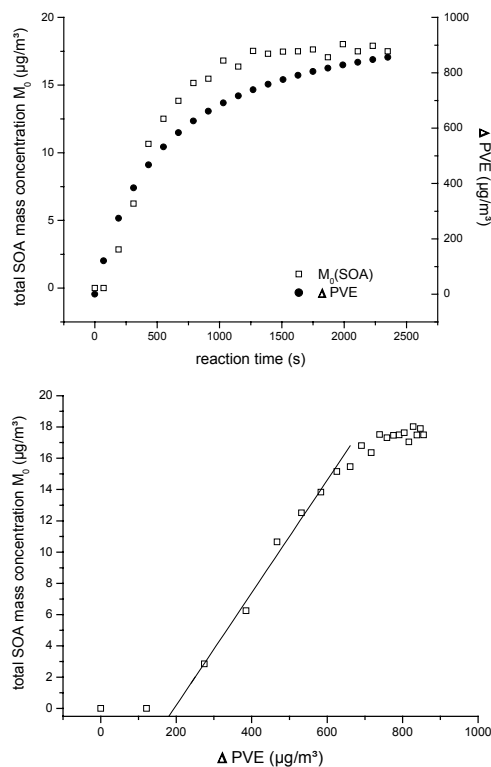 total SOA mass concentration M₀ (µg/m³)
20
15
10
5
0
1000
800
600
400
200
0
Δ PVE (µg/m³)
□ M₀(SOA)
● Δ PVE
0 500 1000 1500 2000 2500
reaction time (s)
total SOA mass concentration M₀ (µg/m³)
20
18
16
14
12
10
8
6
4
2
0
0 200 400 600 800 1000
Δ PVE (µg/m³)